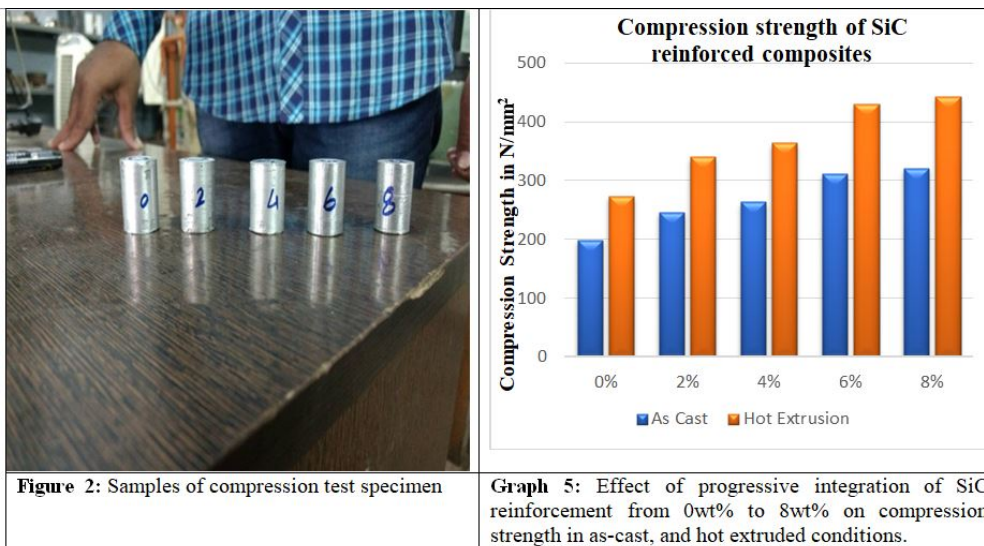 0 2 4 6 8
Figure 2: Samples of compression test specimen
Compression strength of SiC
reinforced composites
Compression Strength in N/mm²
500
400
300
200
100
0
0% 2% 4% 6% 8%
As Cast Hot Extrusion
Graph 5: Effect of progressive integration of SiC
reinforcement from 0wt% to 8wt% on compression
strength in as-cast, and hot extruded conditions.